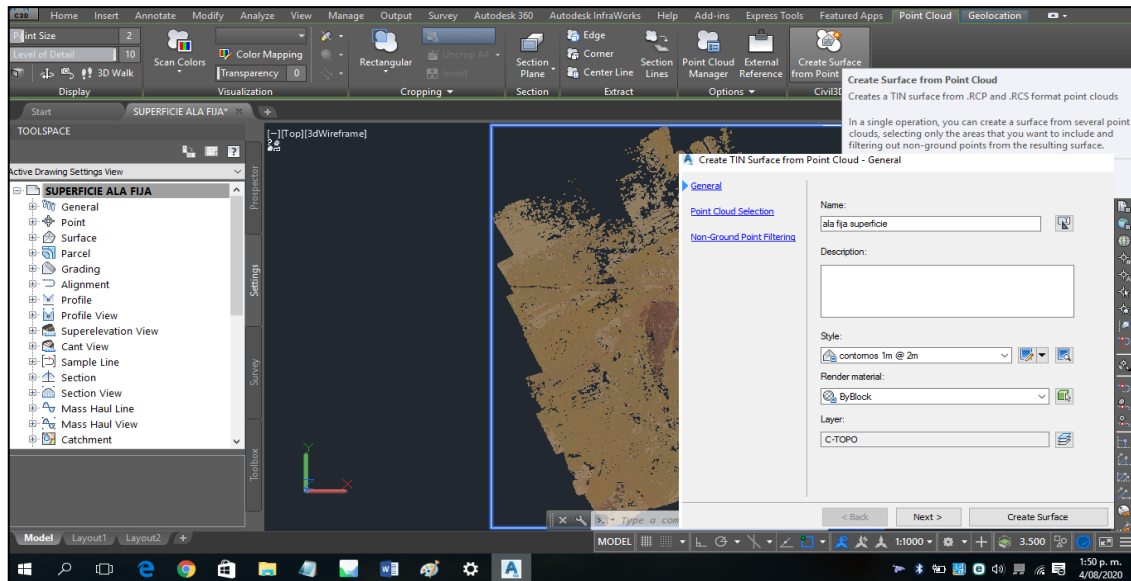 C3D Home Insert Annotate Modify Analyze View Manage Output Survey Autodesk 360 Autodesk InfraWorks Help Add-ins Express Tools Featured Apps Point Cloud Geolocation
Point Size 2
Level of Detail 10
3D Walk
Display
Scan Colors
Color Mapping
Transparency 0
Visualization
Rectangular
Uncrop All
Invert
Cropping
Section Plane
Section
Edge
Corner
Center Line
Section Lines
Extract
Point Cloud Manager
External Reference
Options
Create Surface from Point
Civil3D
Create Surface from Point Cloud
Creates a TIN surface from .RCP and .RCS format point clouds
In a single operation, you can create a surface from several point
clouds, selecting only the areas that you want to include and
filtering out non-ground points from the resulting surface.
Start SUPERFICIE ALA FIJA*
TOOLSPACE
Active Drawing Settings View
SUPERFICIE ALA FIJA
General
Point
Surface
Parcel
Grading
Alignment
Profile
Profile View
Superelevation View
Cant View
Sample Line
Section
Section View
Mass Haul Line
Mass Haul View
Catchment
Prospector
Settings
Survey
Toolbox
[-][Top][3dWireframe]
Y
X
Create TIN Surface from Point Cloud - General
General
Point Cloud Selection
Non-Ground Point Filtering
Name:
ala fija superficie
Description:
Style:
contornos 1m @ 2m
Render material:
ByBlock
Layer:
C-TOPO
< Back Next > Create Surface
Type a com
Model Layout1 Layout2 +
MODEL 1:1000 3.500
1:50 p. m.
4/08/2020